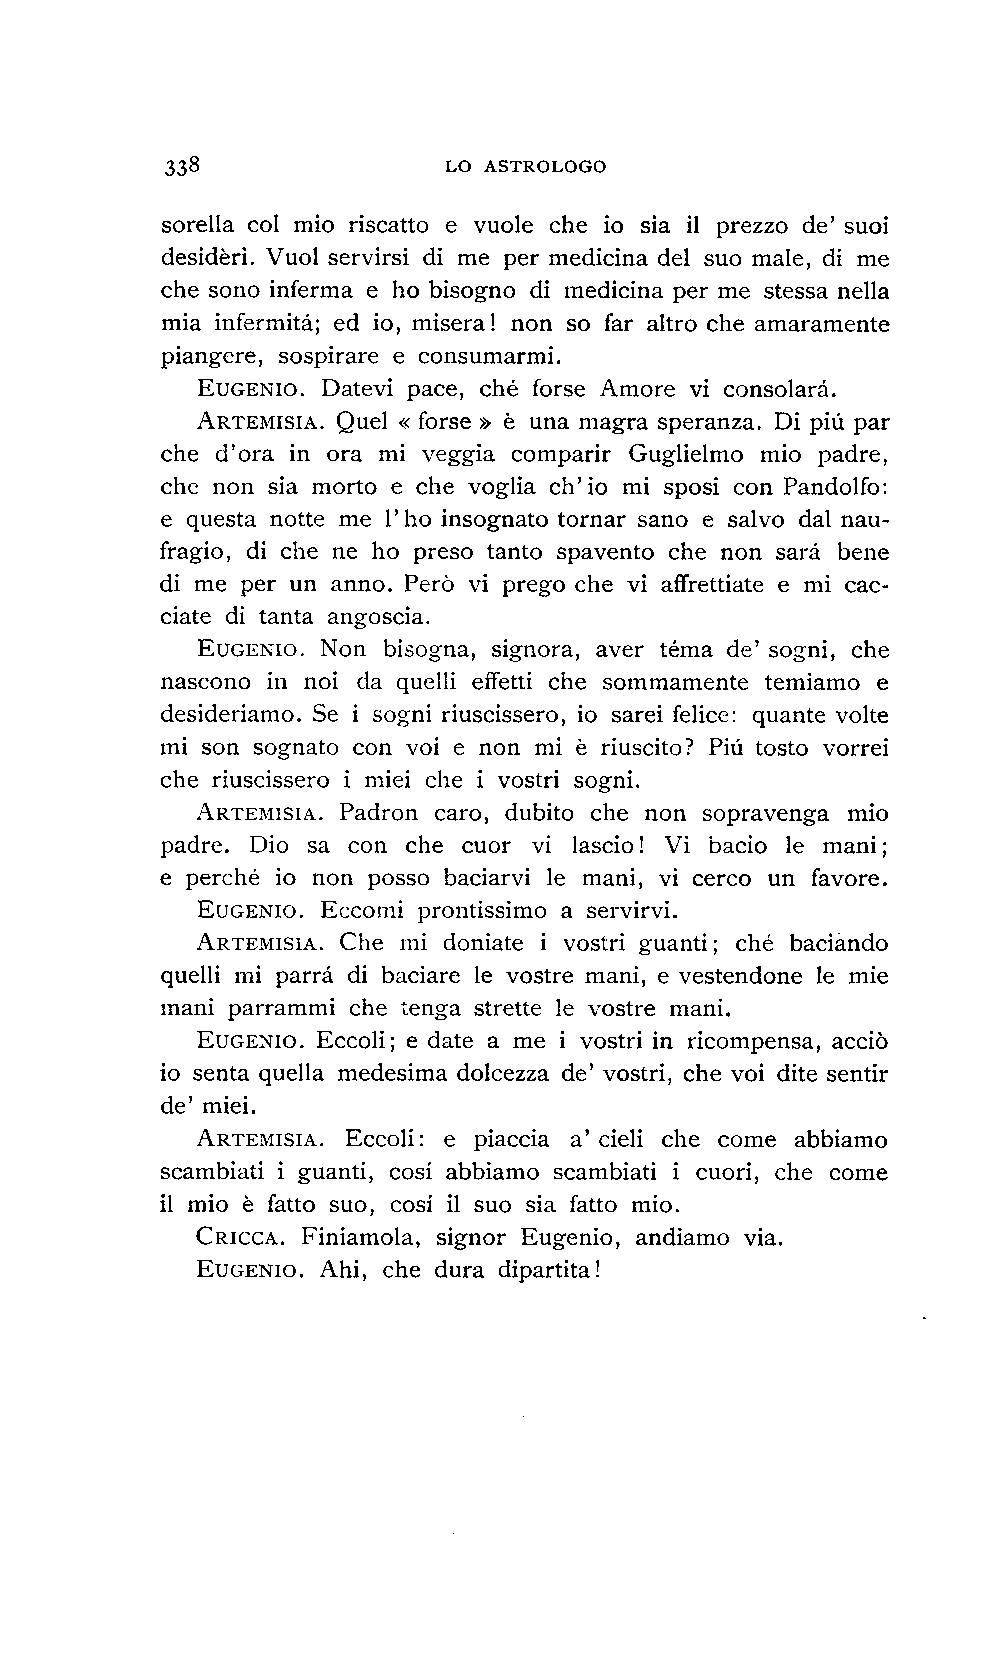 338 LO ASTROLOGO
sorella col mio riscatto e vuole che io sia il prezzo de' suoi
desidèri. Vuol servirsi di me per medicina del suo male, di me
che sono inferma e ho bisogno di medicina per me stessa nella
mia infermitá; ed io, misera! non so far altro che amaramente
piangere, sospirare e consumarmi.
EUGENIO. Datevi pace, ché forse Amore vi consolará.
ARTEMISIA. Quel « forse » è una magra speranza. Di piú par
che d'ora in ora mi veggia comparir Guglielmo mio padre,
che non sia morto e che voglia ch'io mi sposi con Pandolfo:
e questa notte me l'ho insognato tornar sano e salvo dal nau-
fragio, di che ne ho preso tanto spavento che non sará bene
di me per un anno. Però vi prego che vi affrettiate e mi cac-
ciate di tanta angoscia.
EUGENIO. Non bisogna, signora, aver téma de' sogni, che
nascono in noi da quelli effetti che sommamente temiamo e
desideriamo. Se i sogni riuscissero, io sarei felice: quante volte
mi son sognato con voi e non mi è riuscito? Piú tosto vorrei
che riuscissero i miei che i vostri sogni.
ARTEMISIA. Padron caro, dubito che non sopravenga mio
padre. Dio sa con che cuor vi lascio! Vi bacio le mani;
e perché io non posso baciarvi le mani, vi cerco un favore.
EUGENIO. Eccomi prontissimo a servirvi.
ARTEMISIA. Che mi doniate i vostri guanti; ché baciando
quelli mi parrá di baciare le vostre mani, e vestendone le mie
mani parrammi che tenga strette le vostre mani.
EUGENIO. Eccoli; e date a me i vostri in ricompensa, acciò
io senta quella medesima dolcezza de' vostri, che voi dite sentir
de' miei.
ARTEMISIA. Eccoli: e piaccia a' cieli che come abbiamo
scambiati i guanti, cosí abbiamo scambiati i cuori, che come
il mio è fatto suo, cosí il suo sia fatto mio.
CRICCA. Finiamola, signor Eugenio, andiamo via.
EUGENIO. Ahi, che dura dipartita!